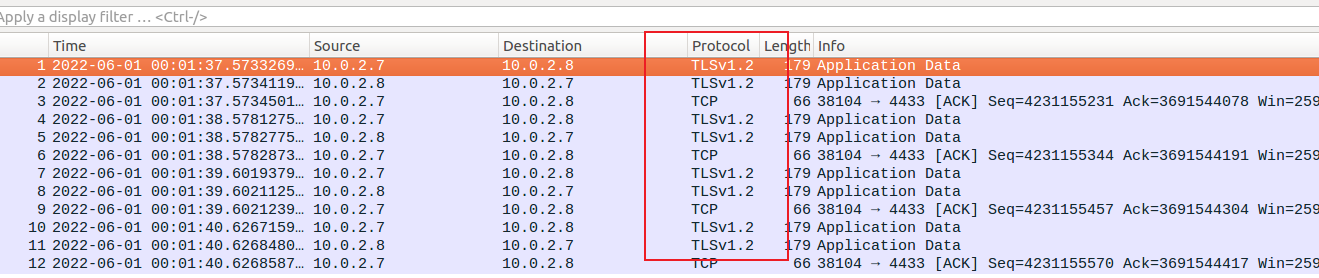 Apply a display filter … <Ctrl-/>
Time Source Destination Protocol Length Info
1 2022-06-01 00:01:37.5733269… 10.0.2.7 10.0.2.8 TLSv1.2 179 Application Data
2 2022-06-01 00:01:37.5734119… 10.0.2.8 10.0.2.7 TLSv1.2 179 Application Data
3 2022-06-01 00:01:37.5734501… 10.0.2.7 10.0.2.8 TCP 66 38104 → 4433 [ACK] Seq=4231155231 Ack=3691544078 Win=259
4 2022-06-01 00:01:38.5781275… 10.0.2.7 10.0.2.8 TLSv1.2 179 Application Data
5 2022-06-01 00:01:38.5782775… 10.0.2.8 10.0.2.7 TLSv1.2 179 Application Data
6 2022-06-01 00:01:38.5782873… 10.0.2.7 10.0.2.8 TCP 66 38104 → 4433 [ACK] Seq=4231155344 Ack=3691544191 Win=259
7 2022-06-01 00:01:39.6019379… 10.0.2.7 10.0.2.8 TLSv1.2 179 Application Data
8 2022-06-01 00:01:39.6021125… 10.0.2.8 10.0.2.7 TLSv1.2 179 Application Data
9 2022-06-01 00:01:39.6021239… 10.0.2.7 10.0.2.8 TCP 66 38104 → 4433 [ACK] Seq=4231155457 Ack=3691544304 Win=259
10 2022-06-01 00:01:40.6267159… 10.0.2.7 10.0.2.8 TLSv1.2 179 Application Data
11 2022-06-01 00:01:40.6268480… 10.0.2.8 10.0.2.7 TLSv1.2 179 Application Data
12 2022-06-01 00:01:40.6268587… 10.0.2.7 10.0.2.8 TCP 66 38104 → 4433 [ACK] Seq=4231155570 Ack=3691544417 Win=259